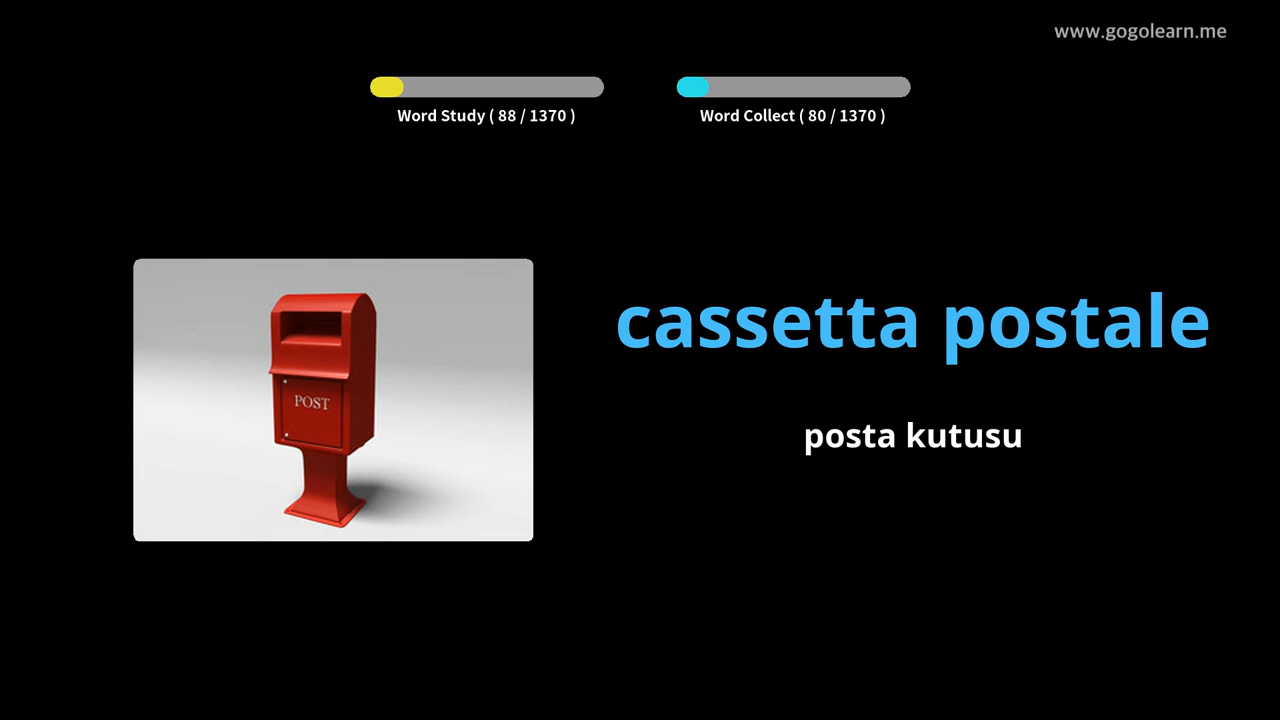 www.gogolearn.me
Word Study ( 88 / 1370 )
Word Collect ( 80 / 1370 )
POST
cassetta postale
posta kutusu